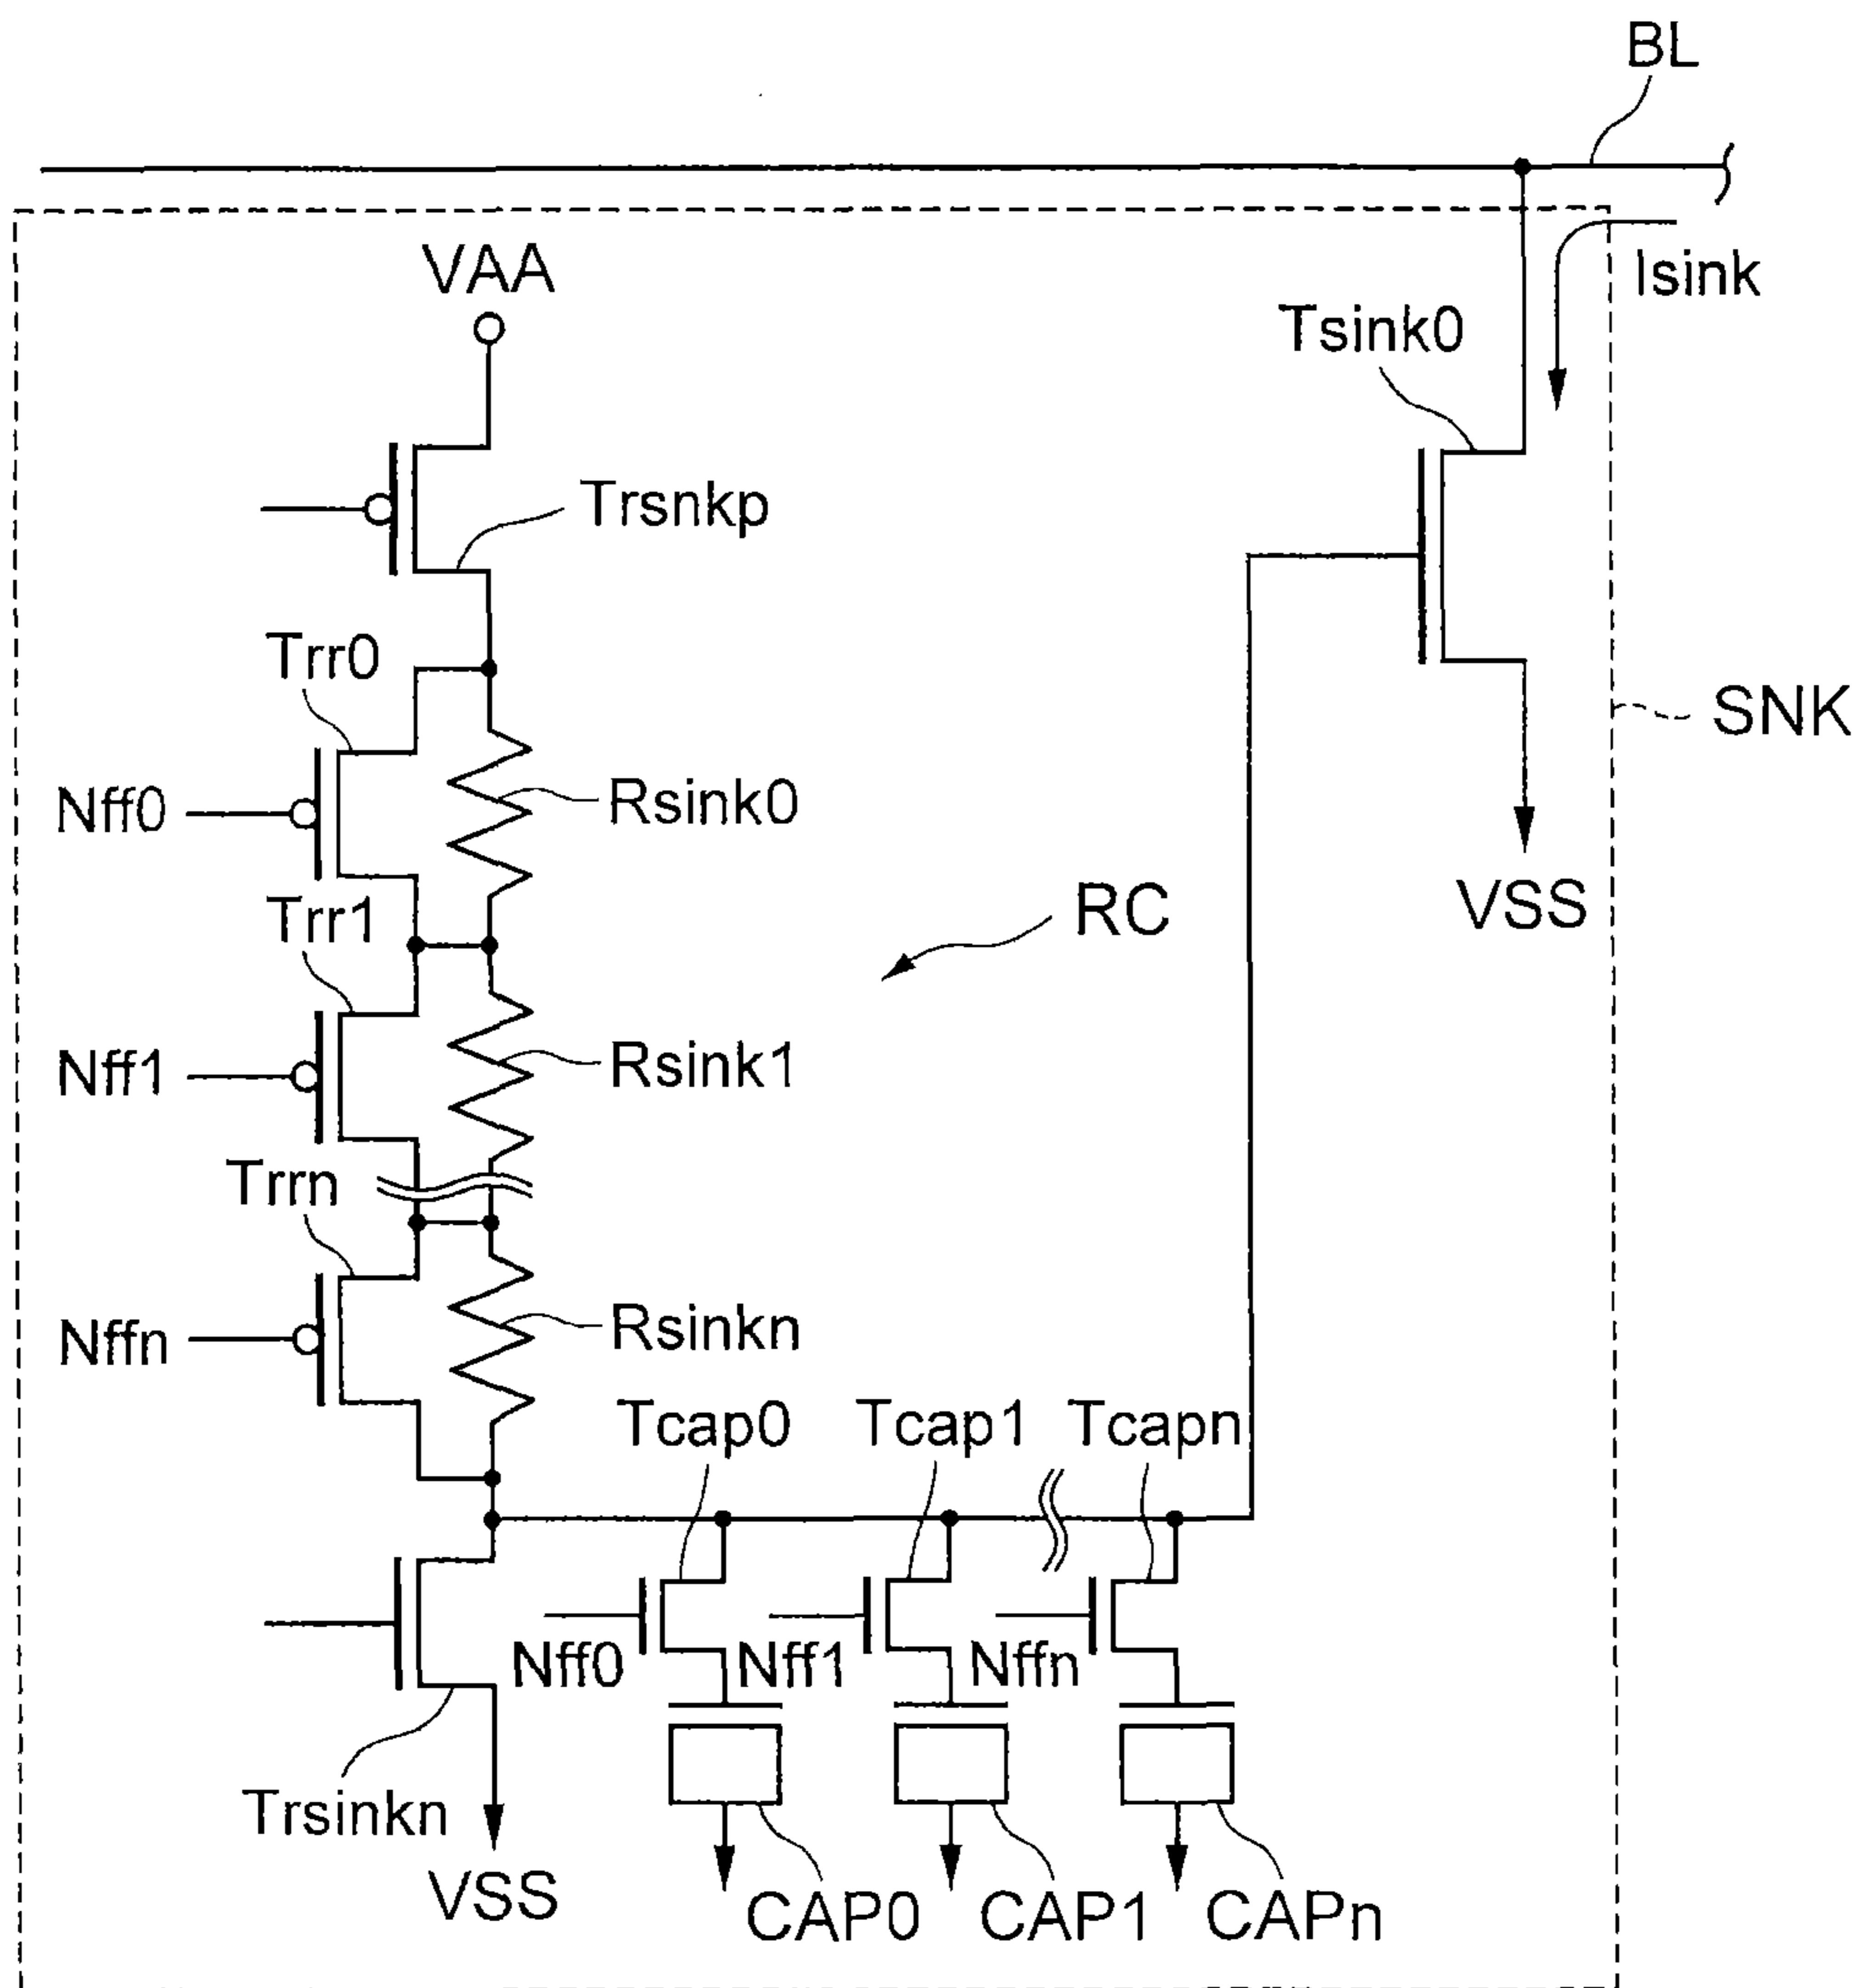 BL
VAA
Isink
Tsink0
Trsnkp
Trr0
SNK
Nff0
Rsink0
Trr1
RC
VSS
Nff1
Rsink1
Trrn
Nffn
Rsinkn
Tcap0
Tcap1
Tcapn
Nff0
Nff1
Nffn
Trsinkn
VSS
CAP0
CAP1
CAPn